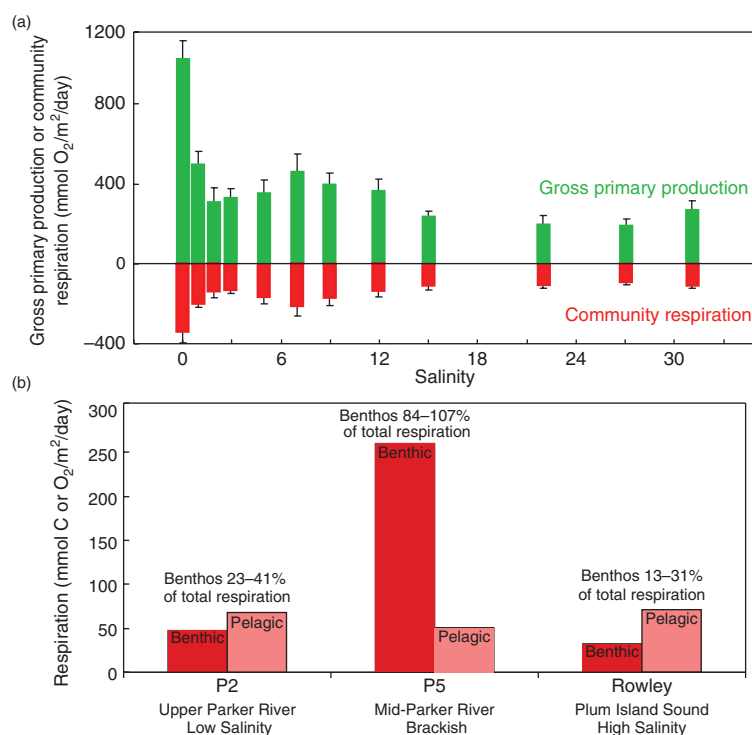 (a)
Gross primary production or community
respiration (mmol O₂/m²/day)
1200
800
400
0
–400
Gross primary production
Community respiration
0 6 12 18 24 30
Salinity
(b)
Respiration (mmol C or O₂/m²/day)
300
250
200
150
100
50
0
Benthos 23–41%
of total respiration
Benthic
Pelagic
Benthos 84–107%
of total respiration
Benthic
Pelagic
Benthos 13–31%
of total respiration
Benthic
Pelagic
P2 P5 Rowley
Upper Parker River Mid-Parker River Plum Island Sound
Low Salinity Brackish High Salinity